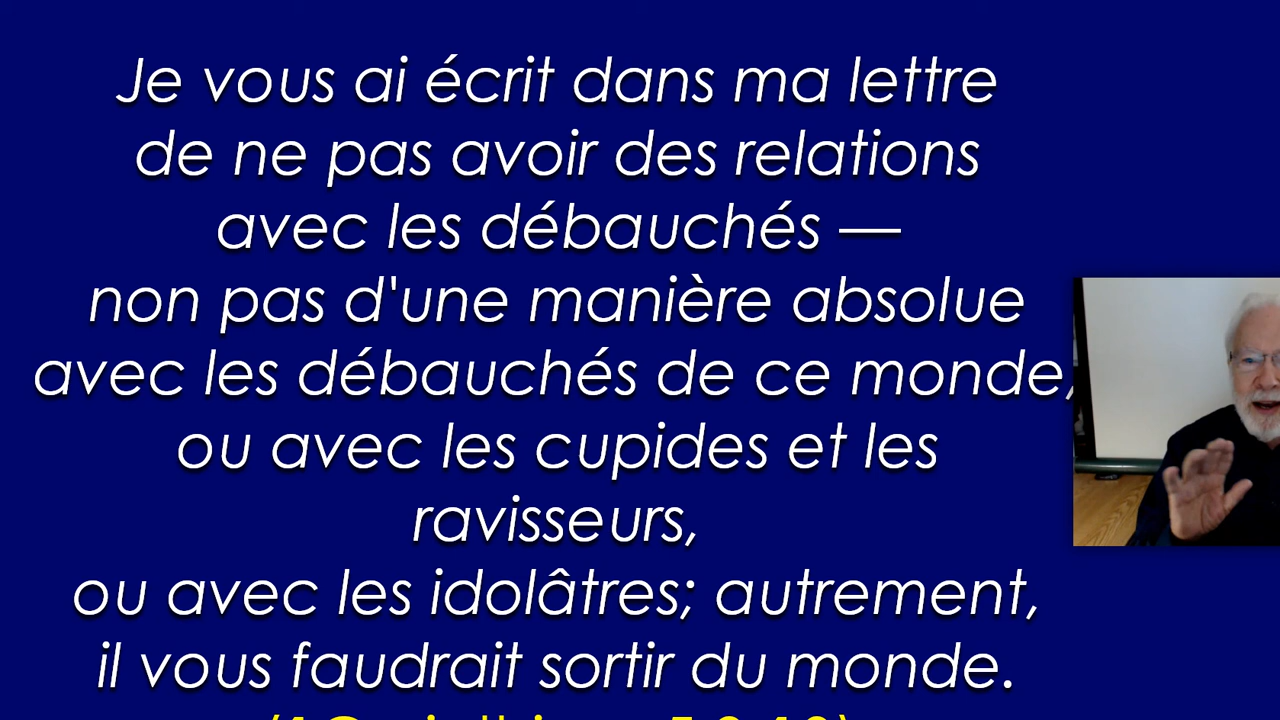 Je vous ai écrit dans ma lettre
de ne pas avoir des relations
avec les débauchés —
non pas d'une manière absolue
avec les débauchés de ce monde,
ou avec les cupides et les
ravisseurs,
ou avec les idolâtres; autrement,
il vous faudrait sortir du monde.